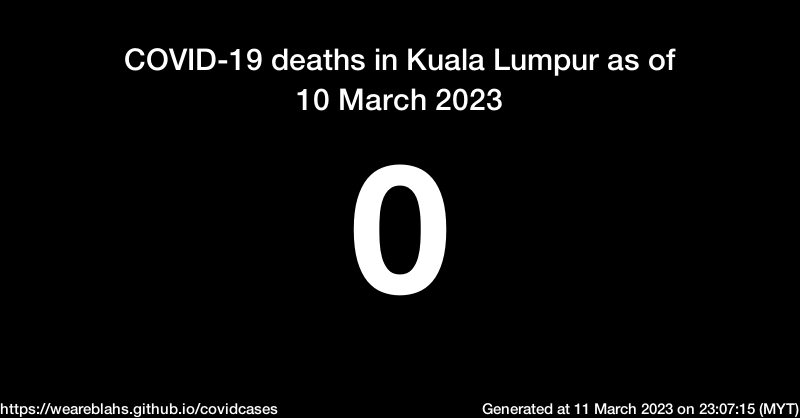 COVID-19 deaths in Kuala Lumpur as of
10 March 2023
0
https://weareblahs.github.io/covidcases
Generated at 11 March 2023 on 23:07:15 (MYT)